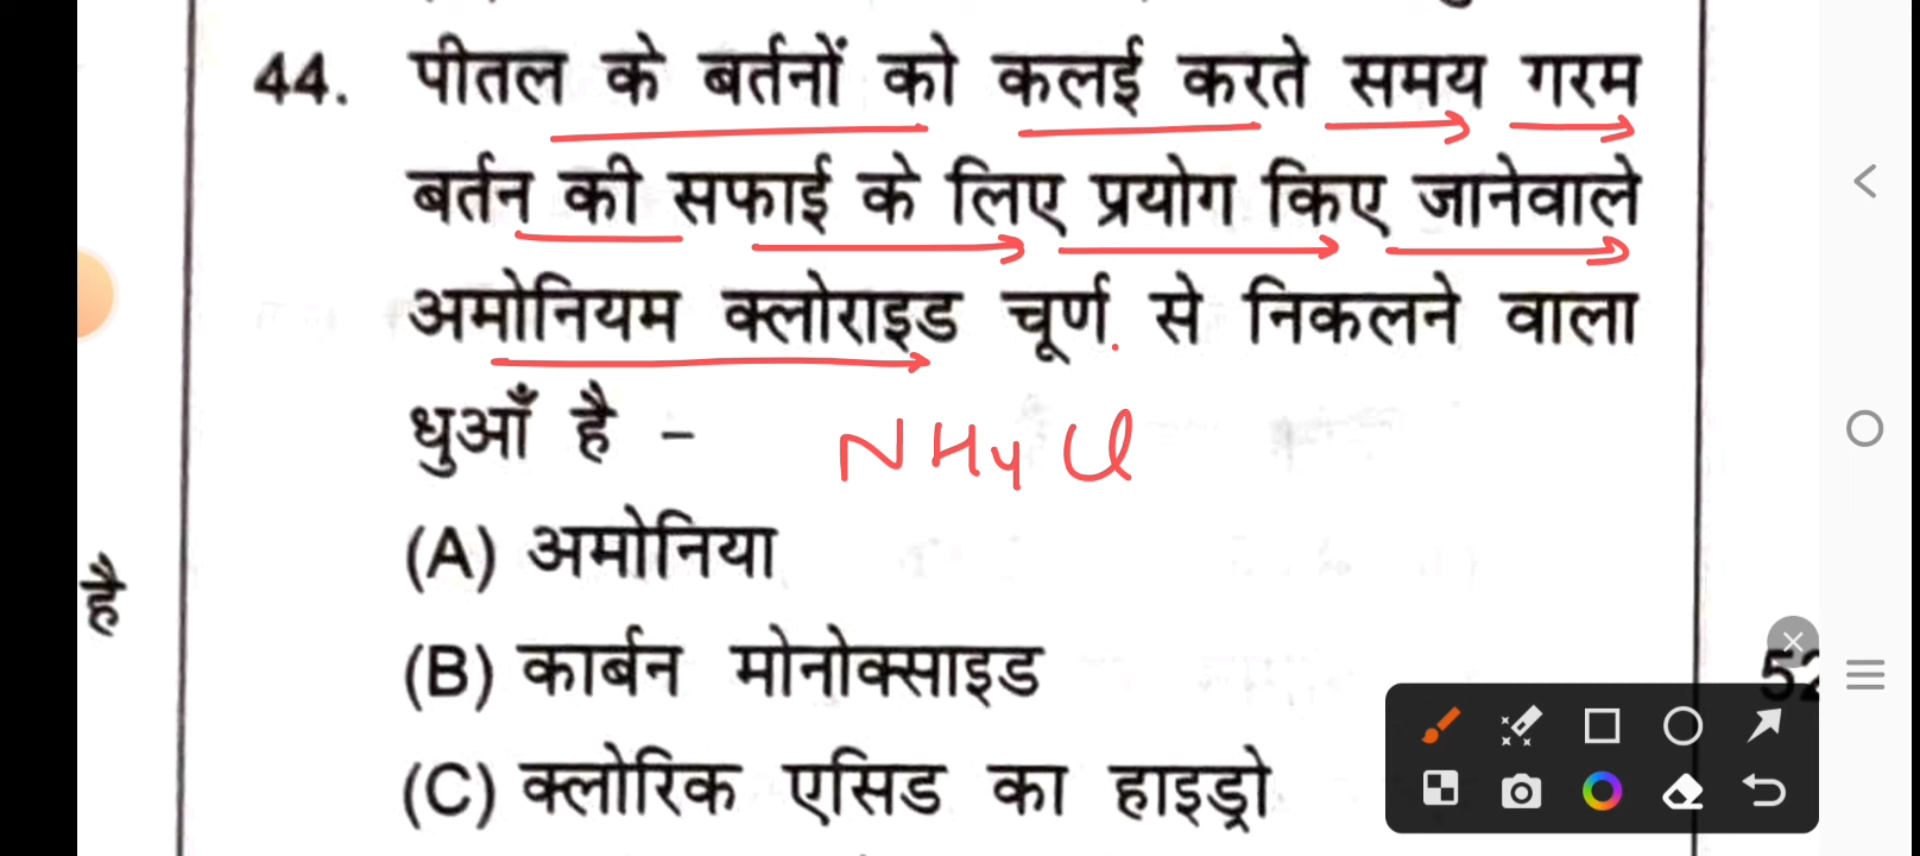 44. पीतल के बर्तनों को कलई करते समय गरम
बर्तन की सफाई के लिए प्रयोग किए जानेवाले
अमोनियम क्लोराइड चूर्ण से निकलने वाला
धुआँ है –
NH4Cl
(A) अमोनिया
(B) कार्बन मोनोक्साइड
(C) क्लोरिक एसिड का हाइड्रो
है